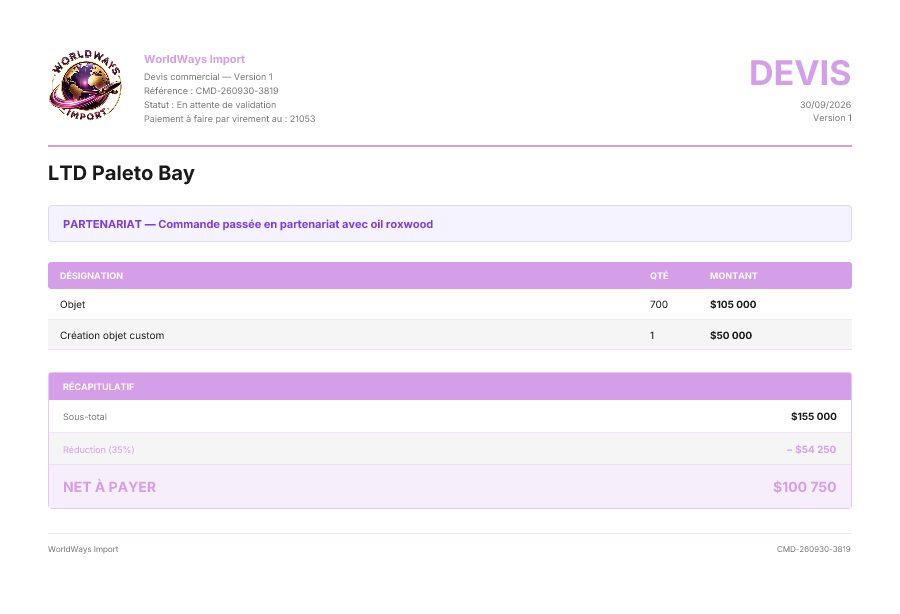 WORLDWAYS
IMPORT
WorldWays Import
Devis commercial — Version 1
Référence : CMD-260930-3819
Statut : En attente de validation
Paiement à faire par virement au : 21053
DEVIS
30/09/2026
Version 1
LTD Paleto Bay
PARTENARIAT — Commande passée en partenariat avec oil roxwood
DÉSIGNATION QTÉ MONTANT
Objet 700 $105 000
Création objet custom 1 $50 000
RÉCAPITULATIF
Sous-total $155 000
Réduction (35%) – $54 250
NET À PAYER $100 750
WorldWays Import CMD-260930-3819